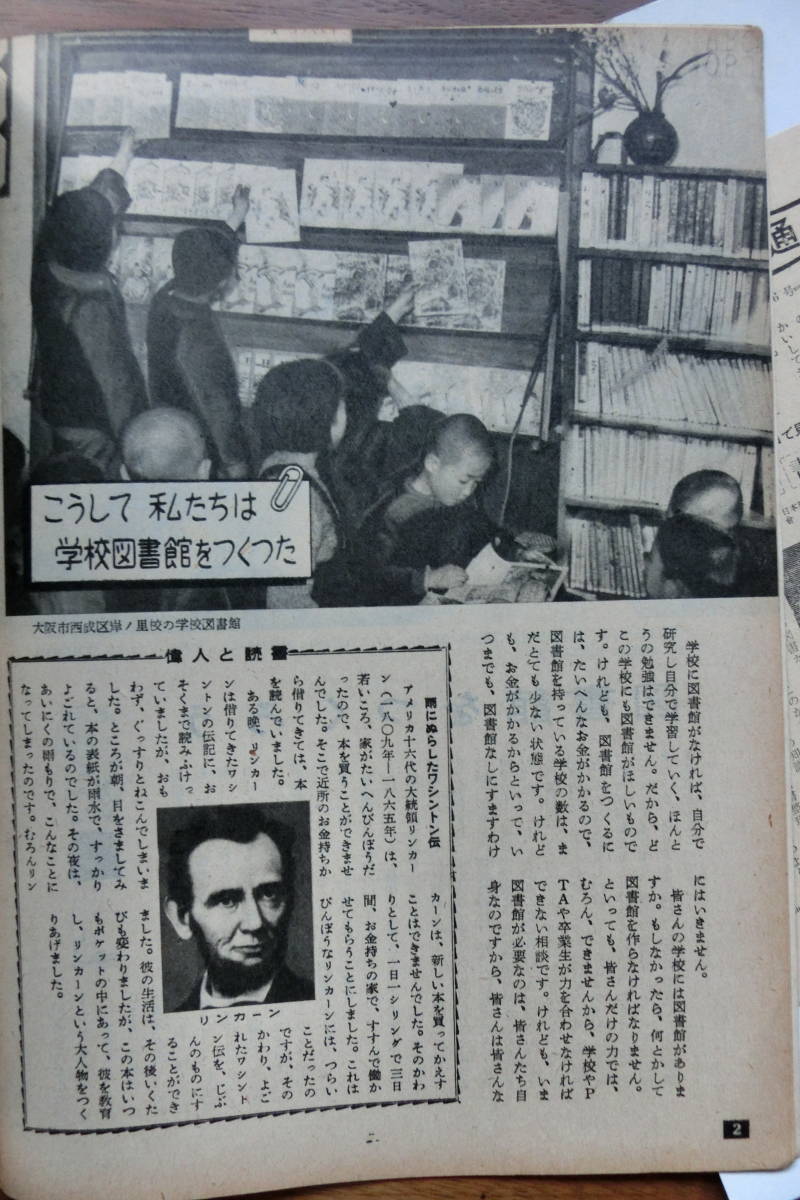 こうして 私たちは
学校図書館をつくつた
大阪市西成区岸ノ里校の学校図書館
学校に図書館がなければ、自分で
研究し自分で学習していく、ほんと
うの勉強はできません。だから、ど
この学校にも図書館がほしいもので
す。けれども、図書館をつくるに
は、たいへんなお金がかかるので、
図書館を持っている学校の数は、ま
だとても少ない状態です。けれど
も、お金がかかるからといって、い
つまでも、図書館なしにすますわけ
にはいきません。
皆さんの学校には図書館がありま
すか。もしなかったら、何とかして
図書館を作らなければなりません。
といっても、皆さんだけの力では、
むろん、できませんから、学校やP
TAや卒業生が力を合わせなければ
できない相談です。けれども、いま
図書館が必要なのは、皆さんたち自
身なのですから、皆さんは皆さんな
偉人と読書
雨にぬらしたワシントン伝
アメリカ十六代の大統領リンカー
ン(一八〇九年—一八六五年)は、
若いころ、家がたいへんびんぼうだ
ったので、本を買うことができませ
んでした。そこで近所のお金持ちか
ら借りてきては、本
を読んでいました。
ある晩、リンカー
ンは借りてきたワシ
ントンの伝記に、お
そくまで読みふけっ
ていましたが、おも
わず、ぐっすりとねこんでしまいま
した。ところが朝、目をさましてみ
ると、本の表紙が雨水で、すっかり
よごれているのでした。その夜は、
あいにくの雨もりで、こんなことに
なってしまったのです。むろんリン
カーンは、新しい本を買ってかえす
ことはできませんでした。そのかわ
りとして、一日一シリングで三日
間、お金持ちの家で、すすんで働か
せてもらうことにしました。これは
びんぼうなリンカーンには、つらい
ことだったの
ですが、その
かわり、よご
れたワシント
ン伝を、じぶ
んのものにす
ることができ
ました。彼の生活は、その後いくた
びも変わりましたが、この本はいつ
もポケットの中にあって、彼を教育
し、リンカーンという大人物をつく
りあげました。
リンカーン
2
通